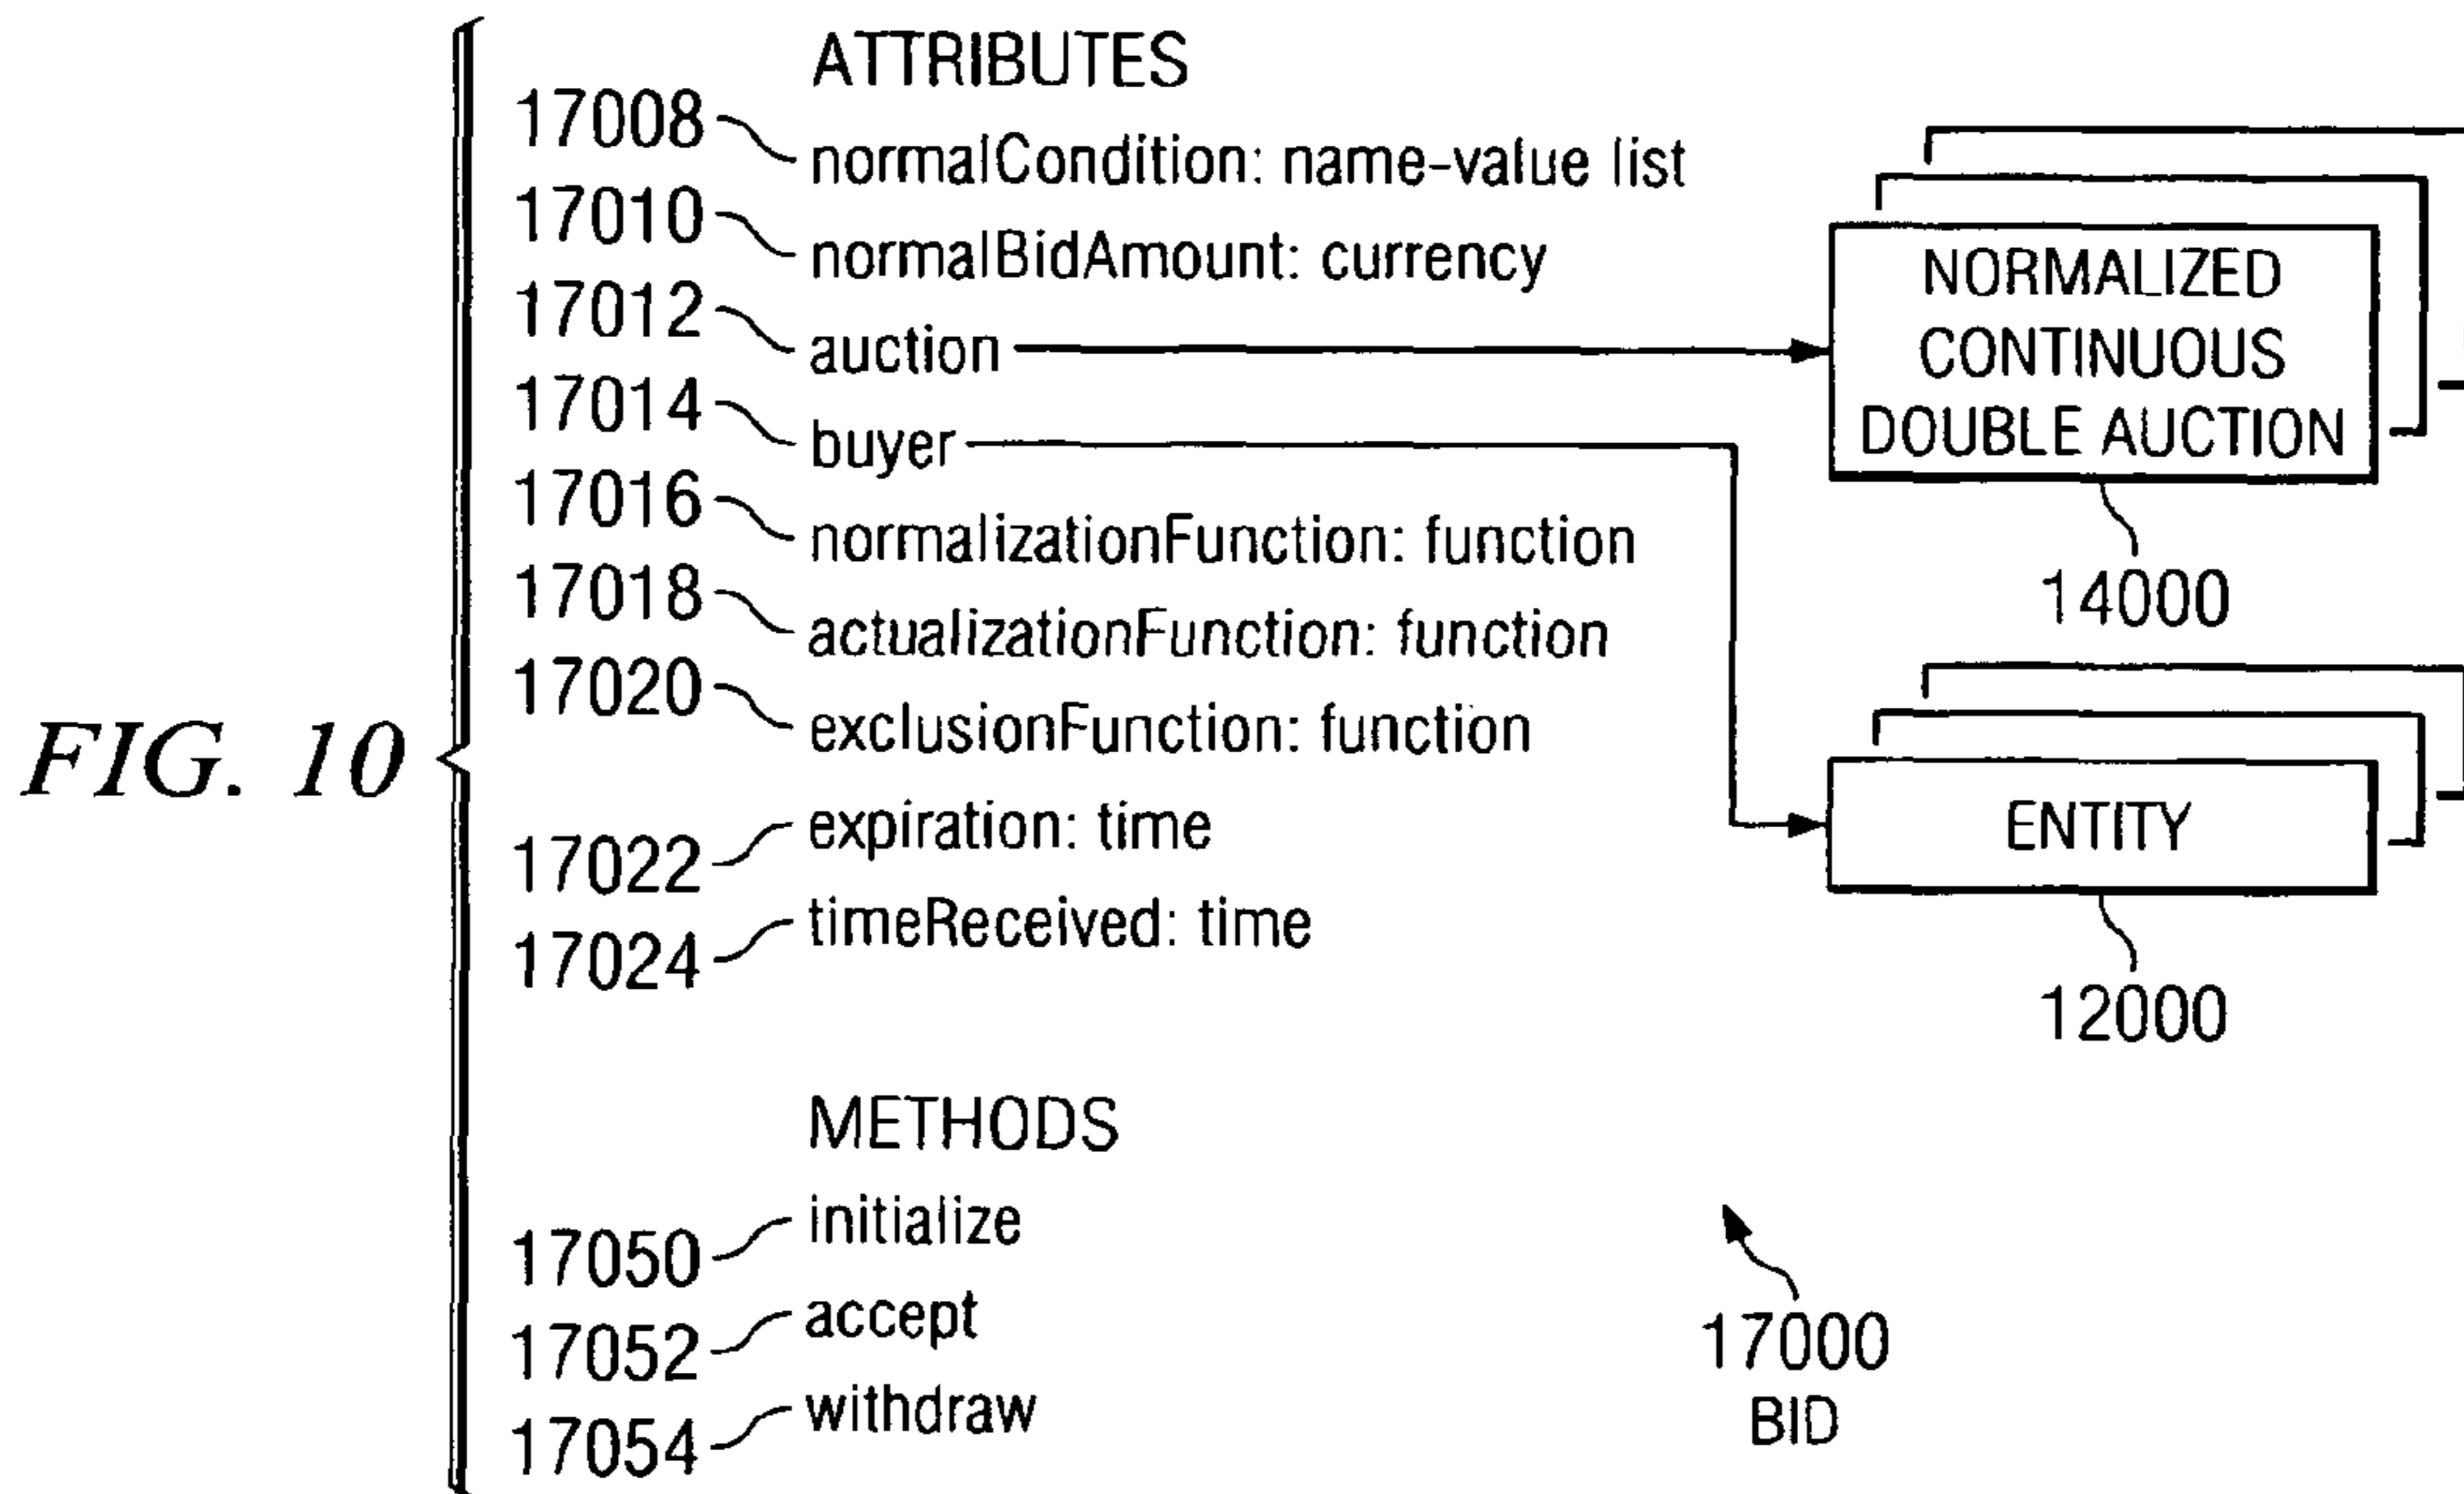 FIG. 10
ATTRIBUTES
17008 normalCondition: name-value list
17010 normalBidAmount: currency
17012 auction
17014 buyer
17016 normalizationFunction: function
17018 actualizationFunction: function
17020 exclusionFunction: function
17022 expiration: time
17024 timeReceived: time
METHODS
17050 initialize
17052 accept
17054 withdraw
NORMALIZED
CONTINUOUS
DOUBLE AUCTION
14000
ENTITY
12000
17000
BID